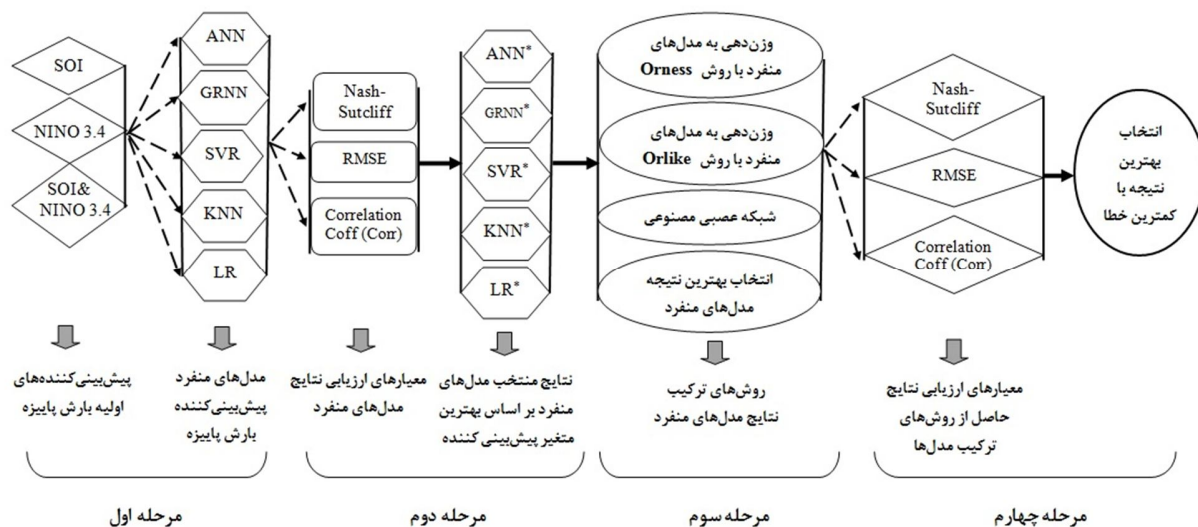 SOI
NINO 3.4
SOI&
NINO 3.4
ANN
GRNN
SVR
KNN
LR
Nash-
Sutcliff
RMSE
Correlation
Coff (Corr)
ANN*
GRNN*
SVR*
KNN*
LR*
وزن‌دهی به مدل‌های
منفرد با روش Orness
وزن‌دهی به مدل‌های
منفرد با روش Orlike
شبکه عصبی مصنوعی
انتخاب بهترین نتیجه
مدل‌های منفرد
Nash-
Sutcliff
RMSE
Correlation
Coff (Corr)
انتخاب
بهترین
نتیجه با
کمترین خطا
پیش‌بینی‌کننده‌های
اولیه بارش پاییزه
مدل‌های منفرد
پیش‌بینی‌کننده
بارش پاییزه
معیارهای ارزیابی نتایج
مدل‌های منفرد
نتایج منتخب مدل‌های
منفرد بر اساس بهترین
متغیر پیش‌بینی کننده
روش‌های ترکیب
نتایج مدل‌های منفرد
معیارهای ارزیابی نتایج
حاصل از روش‌های
ترکیب مدل‌ها
مرحله اول
مرحله دوم
مرحله سوم
مرحله چهارم